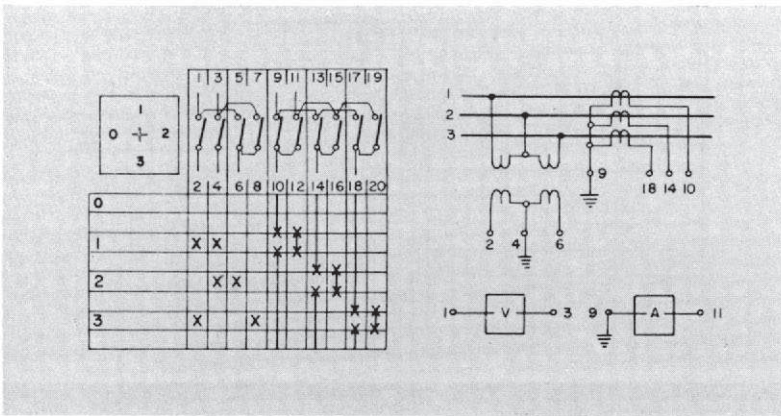 1 3 5 7 9 11 13 15 17 19
1
0 2
3
2 4 6 8 10 12 14 16 18 20
0
1 X X X X
X X
X X
2 X X
X X
X X
3 X X
X X
1
2
3
9 18 14 10
2 4 6
1 V 3 9 A 11